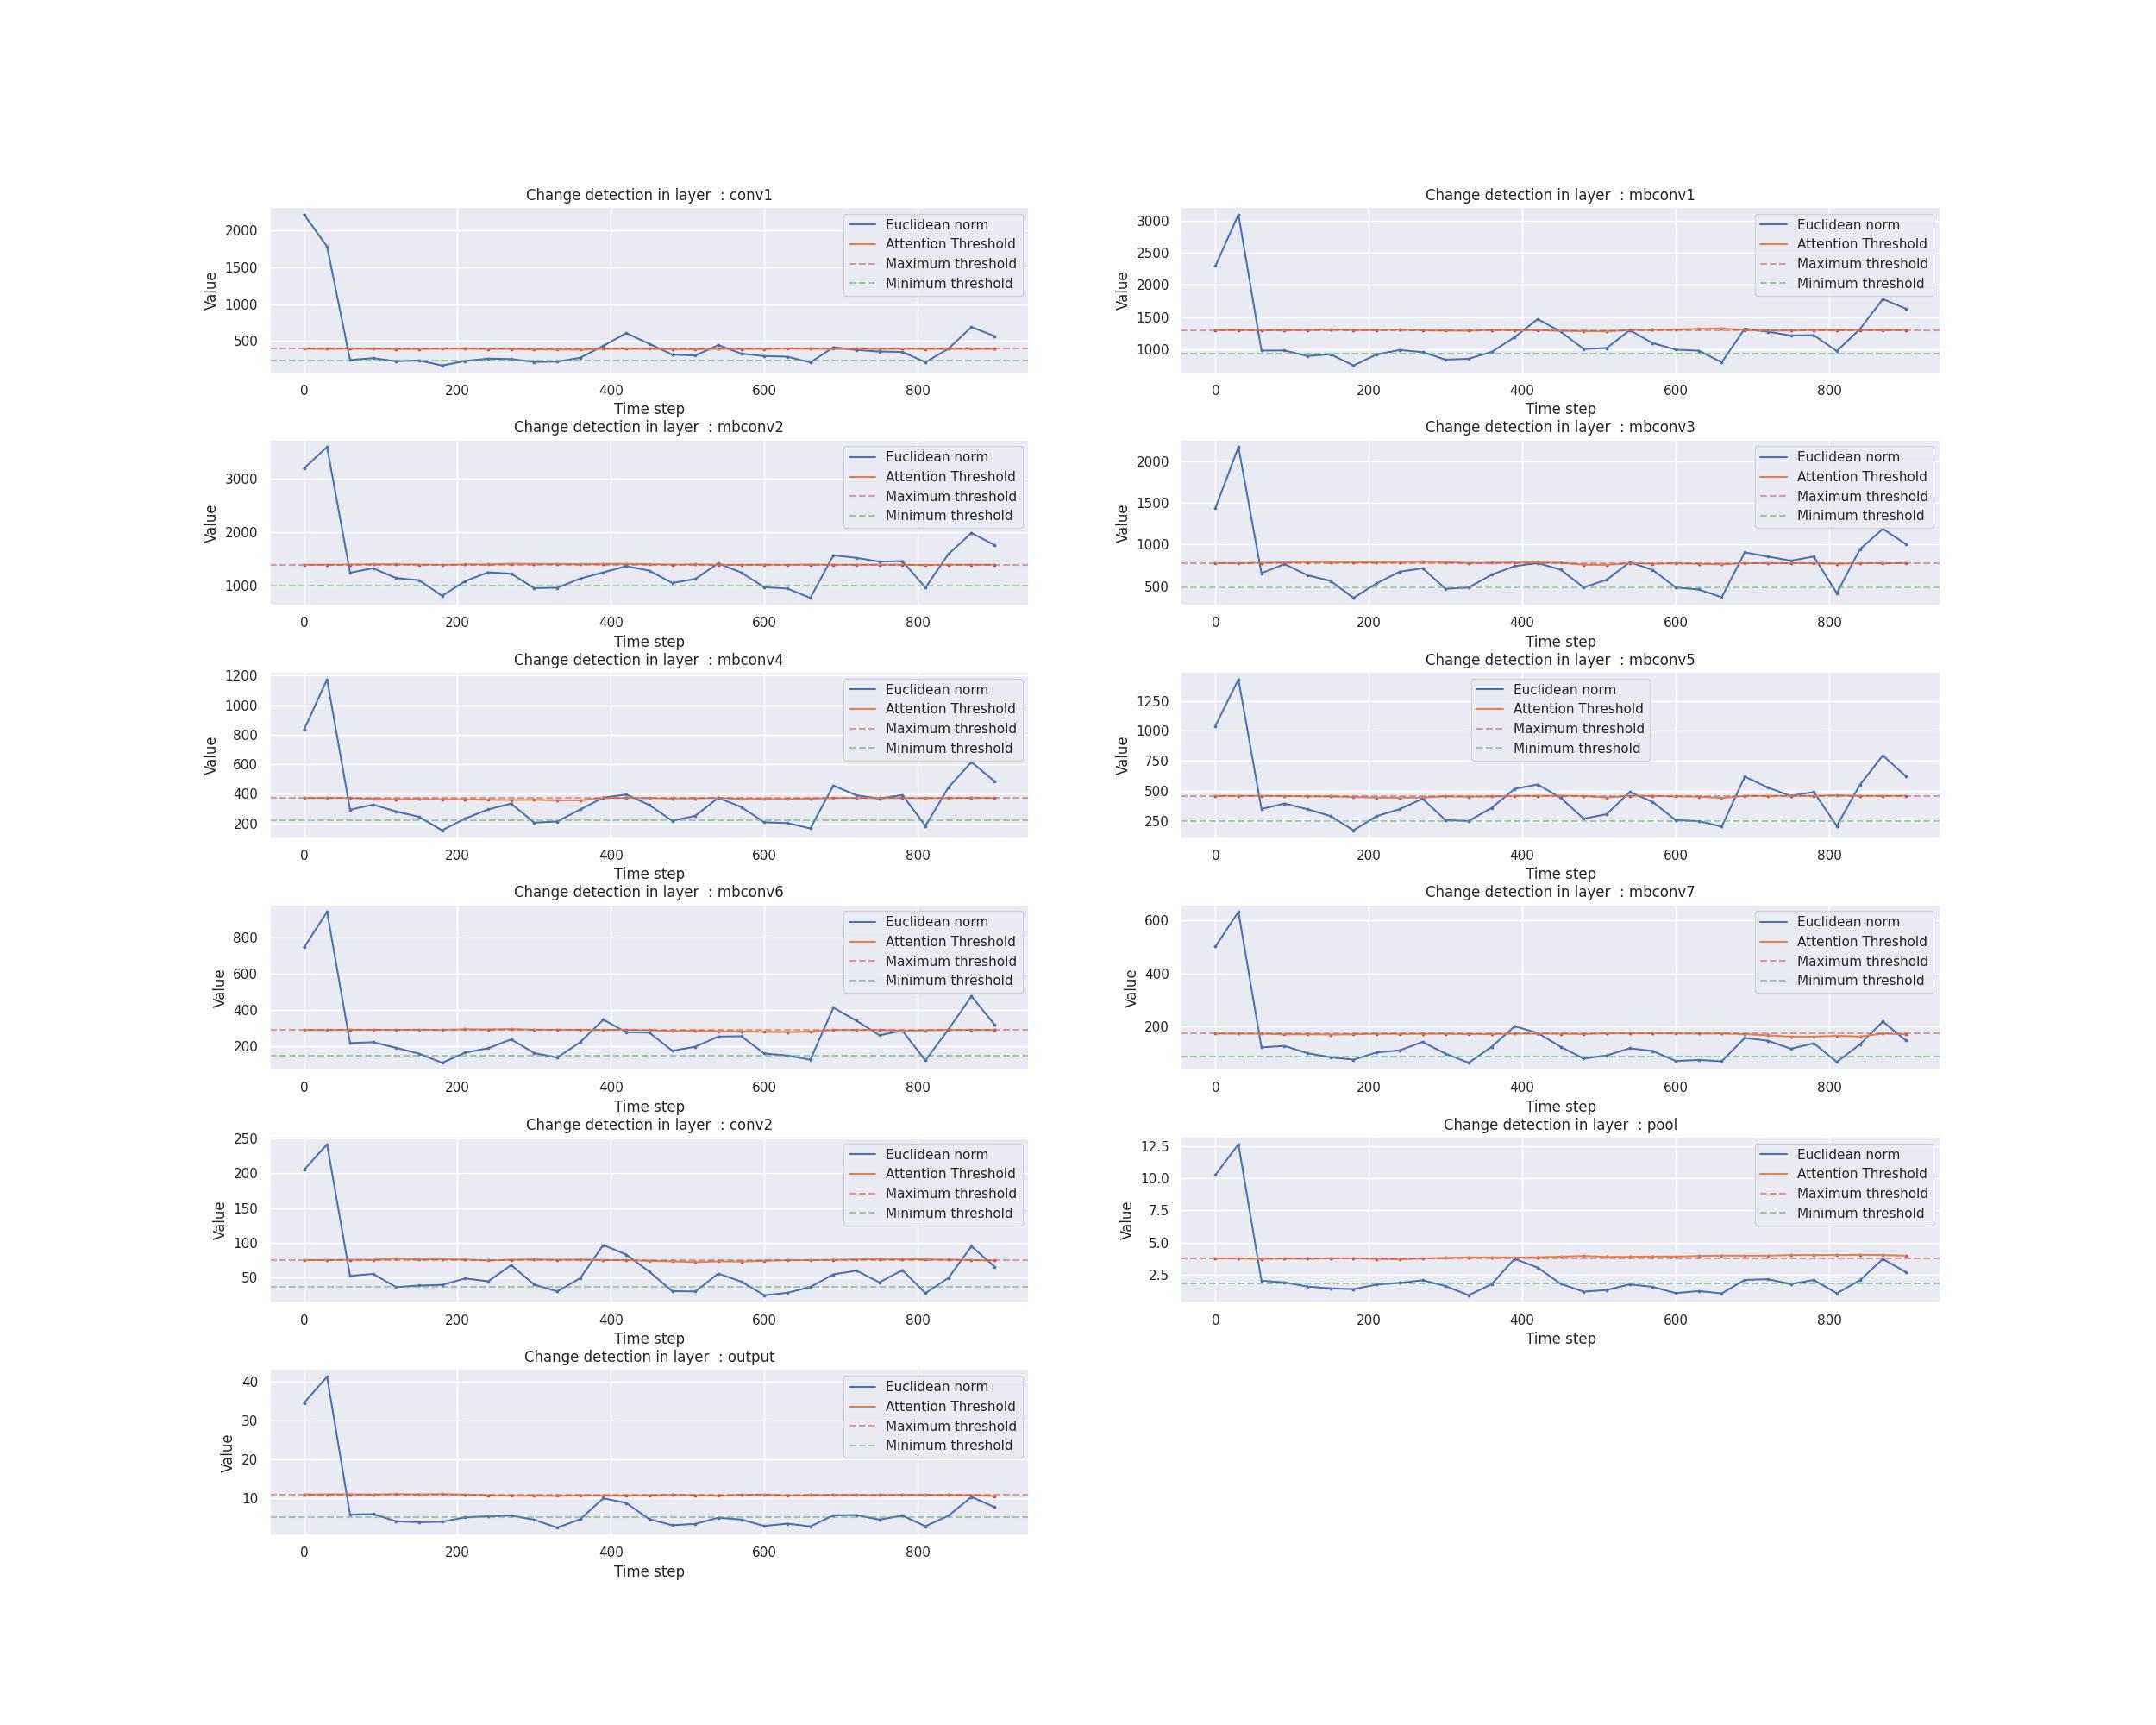 Change detection in layer  : conv1
Value
2000
1500
1000
500
Euclidean norm
Attention Threshold
Maximum threshold
Minimum threshold
0 200 400 600 800
Time step
Change detection in layer  : mbconv1
Value
3000
2500
2000
1500
1000
Euclidean norm
Attention Threshold
Maximum threshold
Minimum threshold
0 200 400 600 800
Time step
Change detection in layer  : mbconv2
Value
3000
2000
1000
Euclidean norm
Attention Threshold
Maximum threshold
Minimum threshold
0 200 400 600 800
Time step
Change detection in layer  : mbconv3
Value
2000
1500
1000
500
Euclidean norm
Attention Threshold
Maximum threshold
Minimum threshold
0 200 400 600 800
Time step
Change detection in layer  : mbconv4
Value
1200
1000
800
600
400
200
Euclidean norm
Attention Threshold
Maximum threshold
Minimum threshold
0 200 400 600 800
Time step
Change detection in layer  : mbconv5
Value
1250
1000
750
500
250
Euclidean norm
Attention Threshold
Maximum threshold
Minimum threshold
0 200 400 600 800
Time step
Change detection in layer  : mbconv6
Value
800
600
400
200
Euclidean norm
Attention Threshold
Maximum threshold
Minimum threshold
0 200 400 600 800
Time step
Change detection in layer  : mbconv7
Value
600
400
200
Euclidean norm
Attention Threshold
Maximum threshold
Minimum threshold
0 200 400 600 800
Time step
Change detection in layer  : conv2
Value
250
200
150
100
50
Euclidean norm
Attention Threshold
Maximum threshold
Minimum threshold
0 200 400 600 800
Time step
Change detection in layer  : pool
Value
12.5
10.0
7.5
5.0
2.5
Euclidean norm
Attention Threshold
Maximum threshold
Minimum threshold
0 200 400 600 800
Time step
Change detection in layer  : output
Value
40
30
20
10
Euclidean norm
Attention Threshold
Maximum threshold
Minimum threshold
0 200 400 600 800
Time step